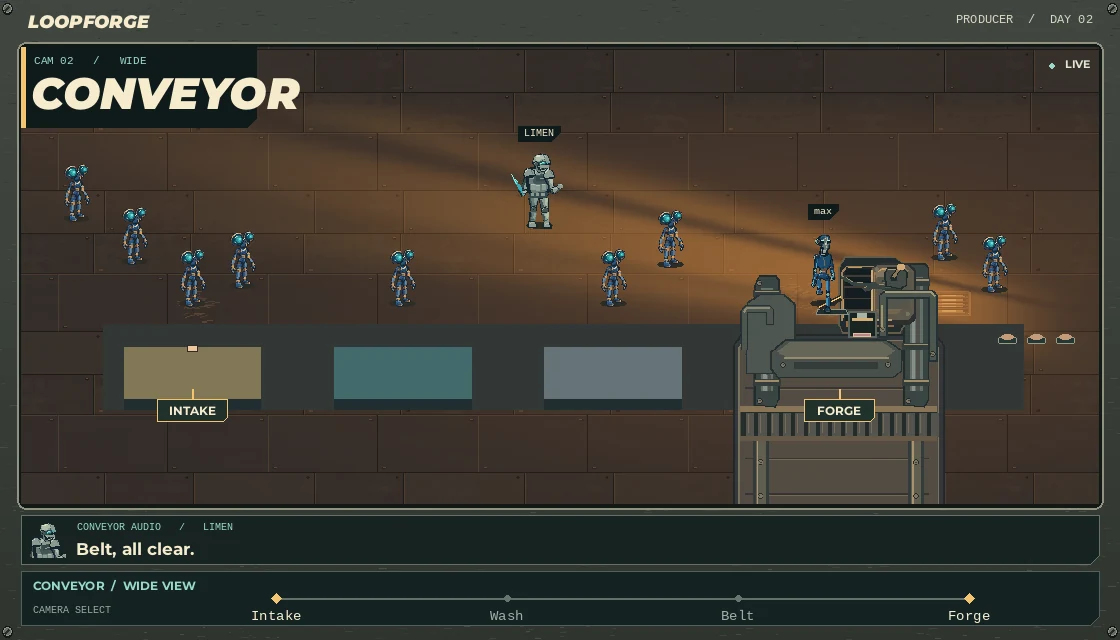 LOOPFORGE
PRODUCER / DAY 02
CAM 02 / WIDE
CONVEYOR
LIVE
LIMEN
max
INTAKE
FORGE
CONVEYOR AUDIO / LIMEN
Belt, all clear.
CONVEYOR / WIDE VIEW
CAMERA SELECT
Intake
Wash
Belt
Forge